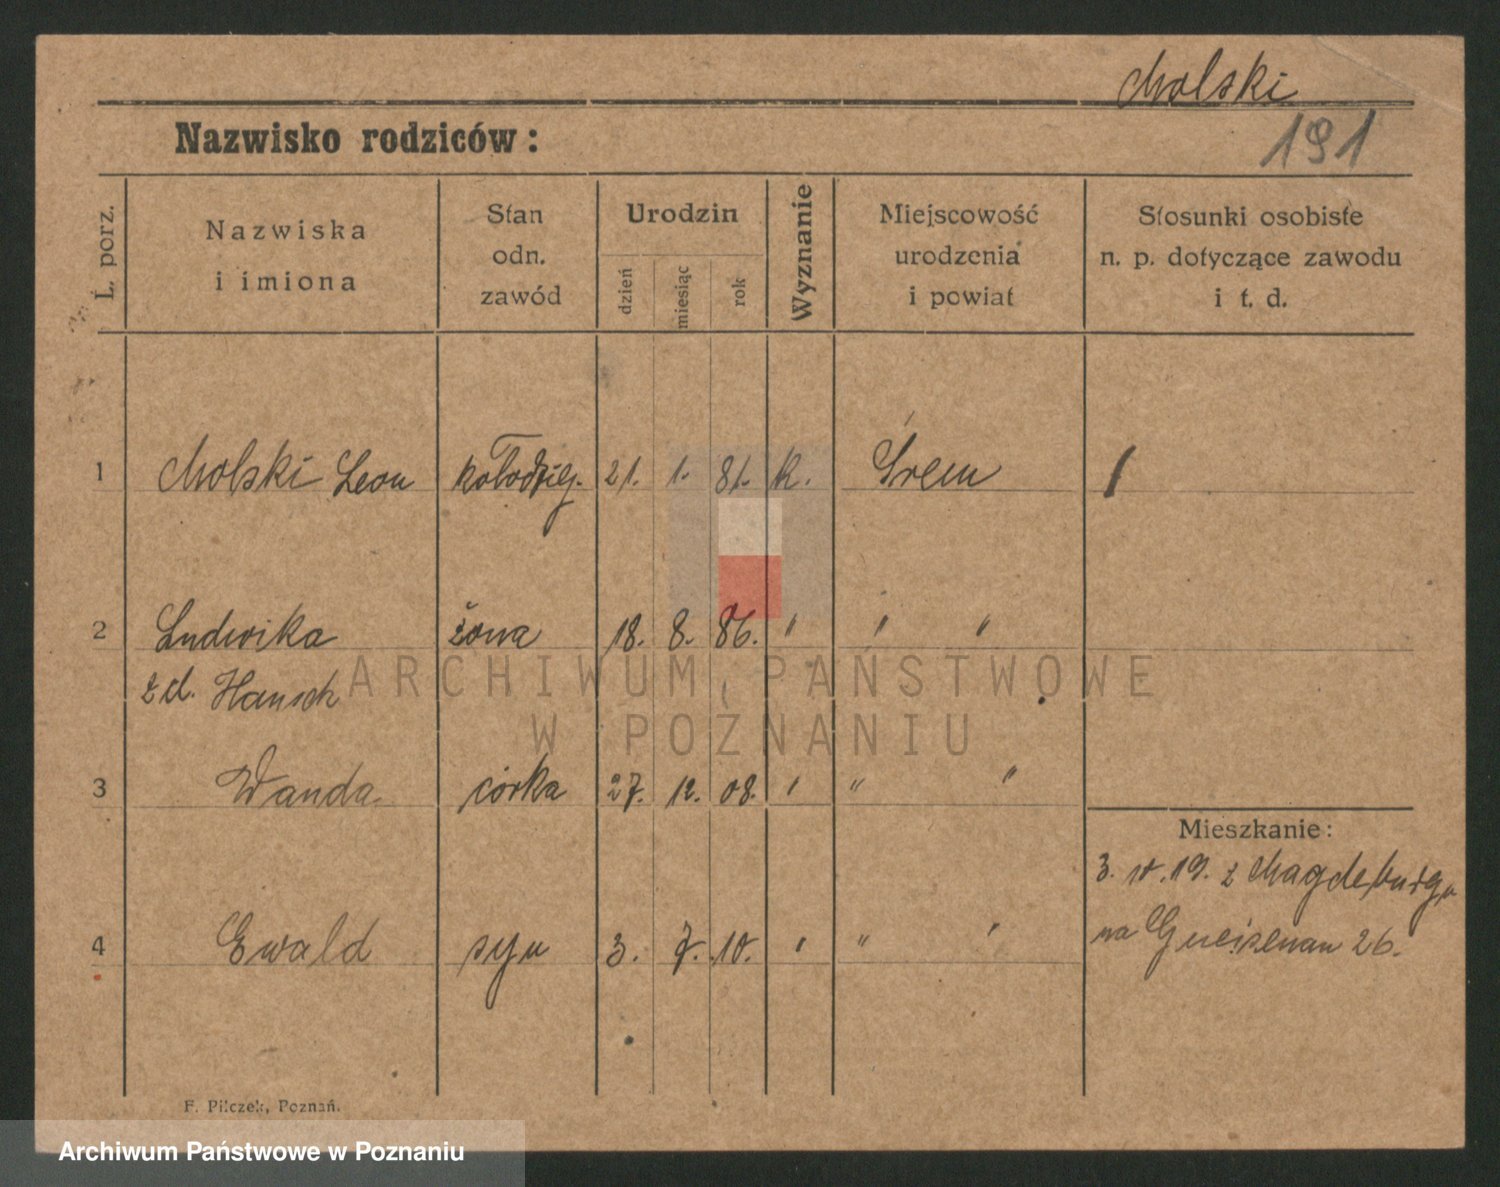 Molski
Nazwisko rodziców:
191
L. porz.
Nazwiska
i imiona
Stan
odn.
zawód
Urodzin
dzień
miesiąc
rok
Wyznanie
Miejscowość
urodzenia
i powiat
Stosunki osobiste
n. p. dotyczące zawodu
i t. d.
1 Molski Leon kołodziej. 21. 1. 81. k. Śrem
2 Ludwika żona 18. 8. 86. " " "
z d. Hansch
3 Wanda córka 27. 12. 08. " " "
Mieszkanie:
3. 10. 19. z Magdeburga
4 Ewald syn 3. 7. 10. " " "
na Gneisenau 26.
F. Pilczek, Poznań.
ARCHIWUM PAŃSTWOWE
W POZNANIU
Archiwum Państwowe w Poznaniu